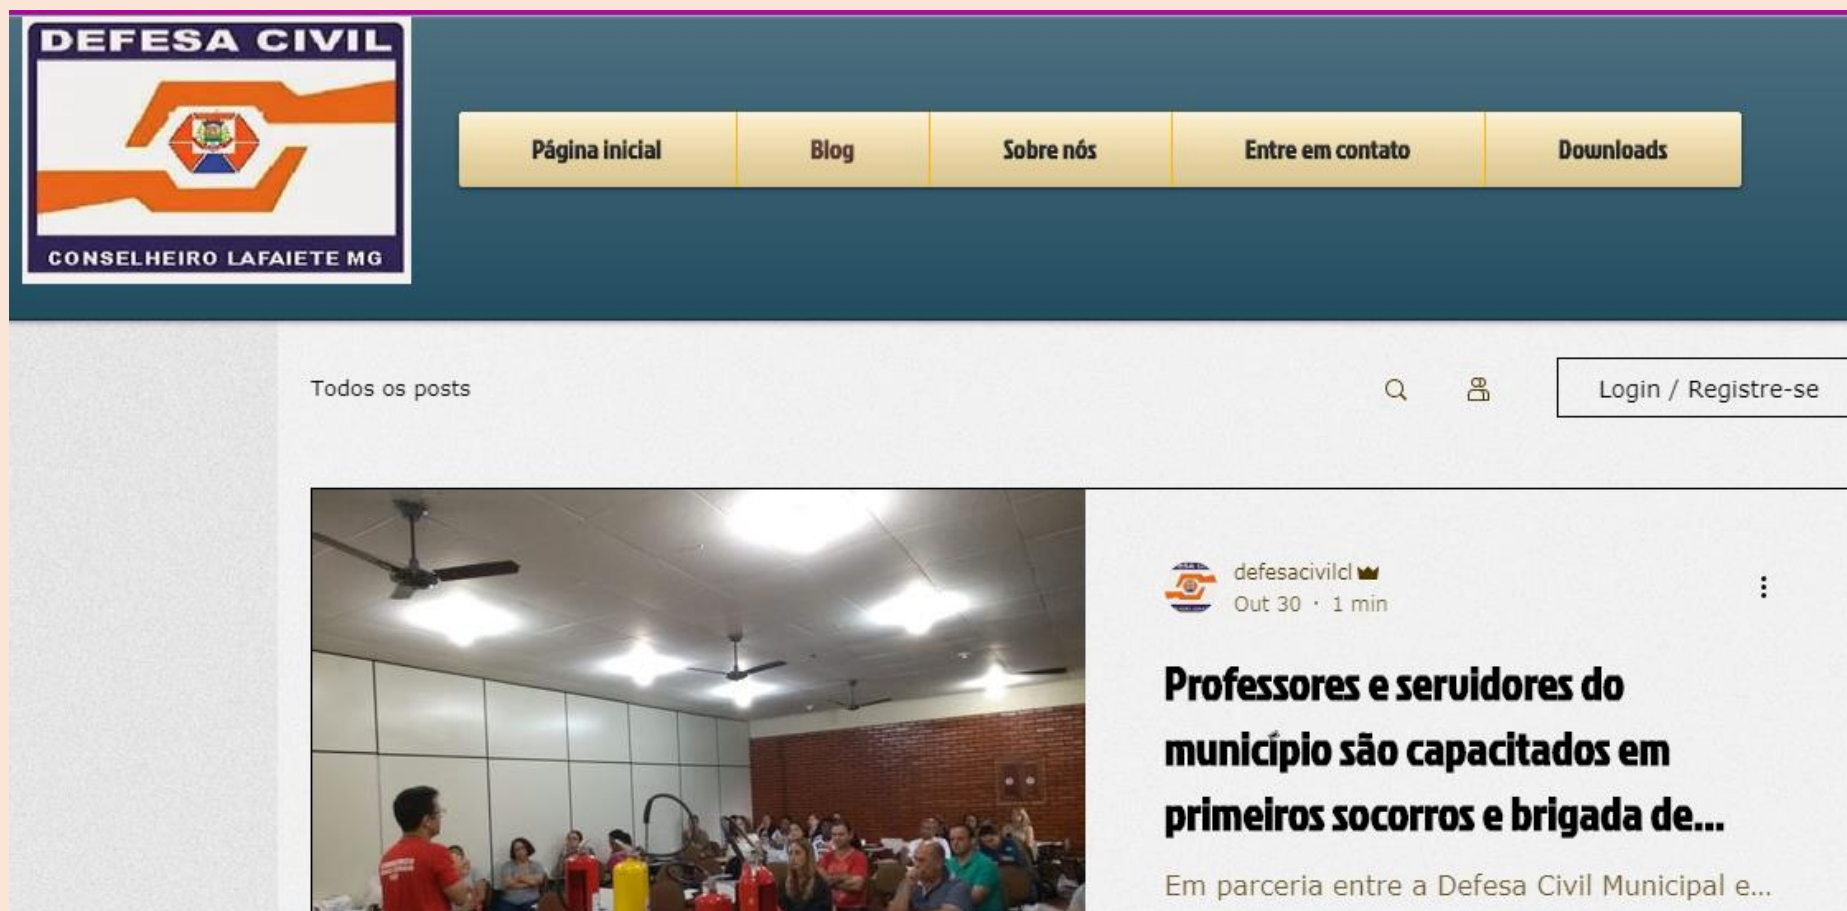 DEFESA CIVIL
CONSELHEIRO LAFAIETE MG
Página inicial
Blog
Sobre nós
Entre em contato
Downloads
Todos os posts
Login / Registre-se
defesacivilcl
Out 30 · 1 min
Professores e servidores do
município são capacitados em
primeiros socorros e brigada de...
Em parceria entre a Defesa Civil Municipal e...